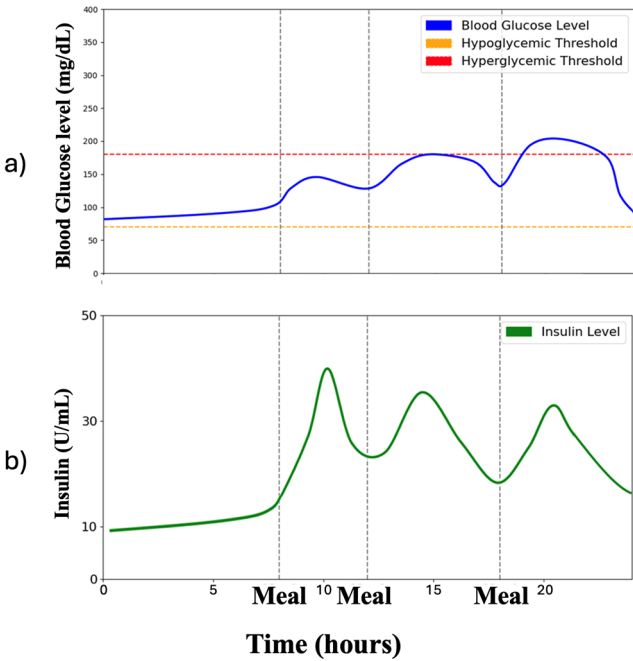 a)
Blood Glucose level (mg/dL)
400
350
300
250
200
150
100
50
0
Blood Glucose Level
Hypoglycemic Threshold
Hyperglycemic Threshold
b)
Insulin (U/mL)
50
30
10
0
Insulin Level
0
5
10
15
20
Meal
Meal
Meal
Time (hours)